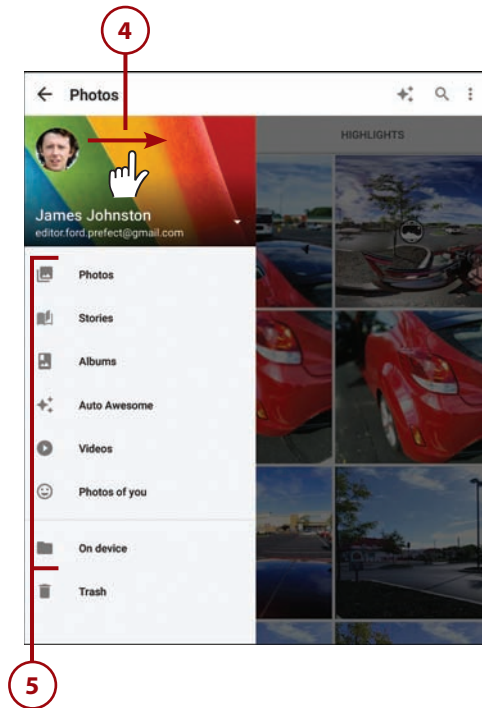 4
Photos
HIGHLIGHTS
James Johnston
editor.ford.prefect@gmail.com
Photos
Stories
Albums
Auto Awesome
Videos
Photos of you
On device
Trash
5